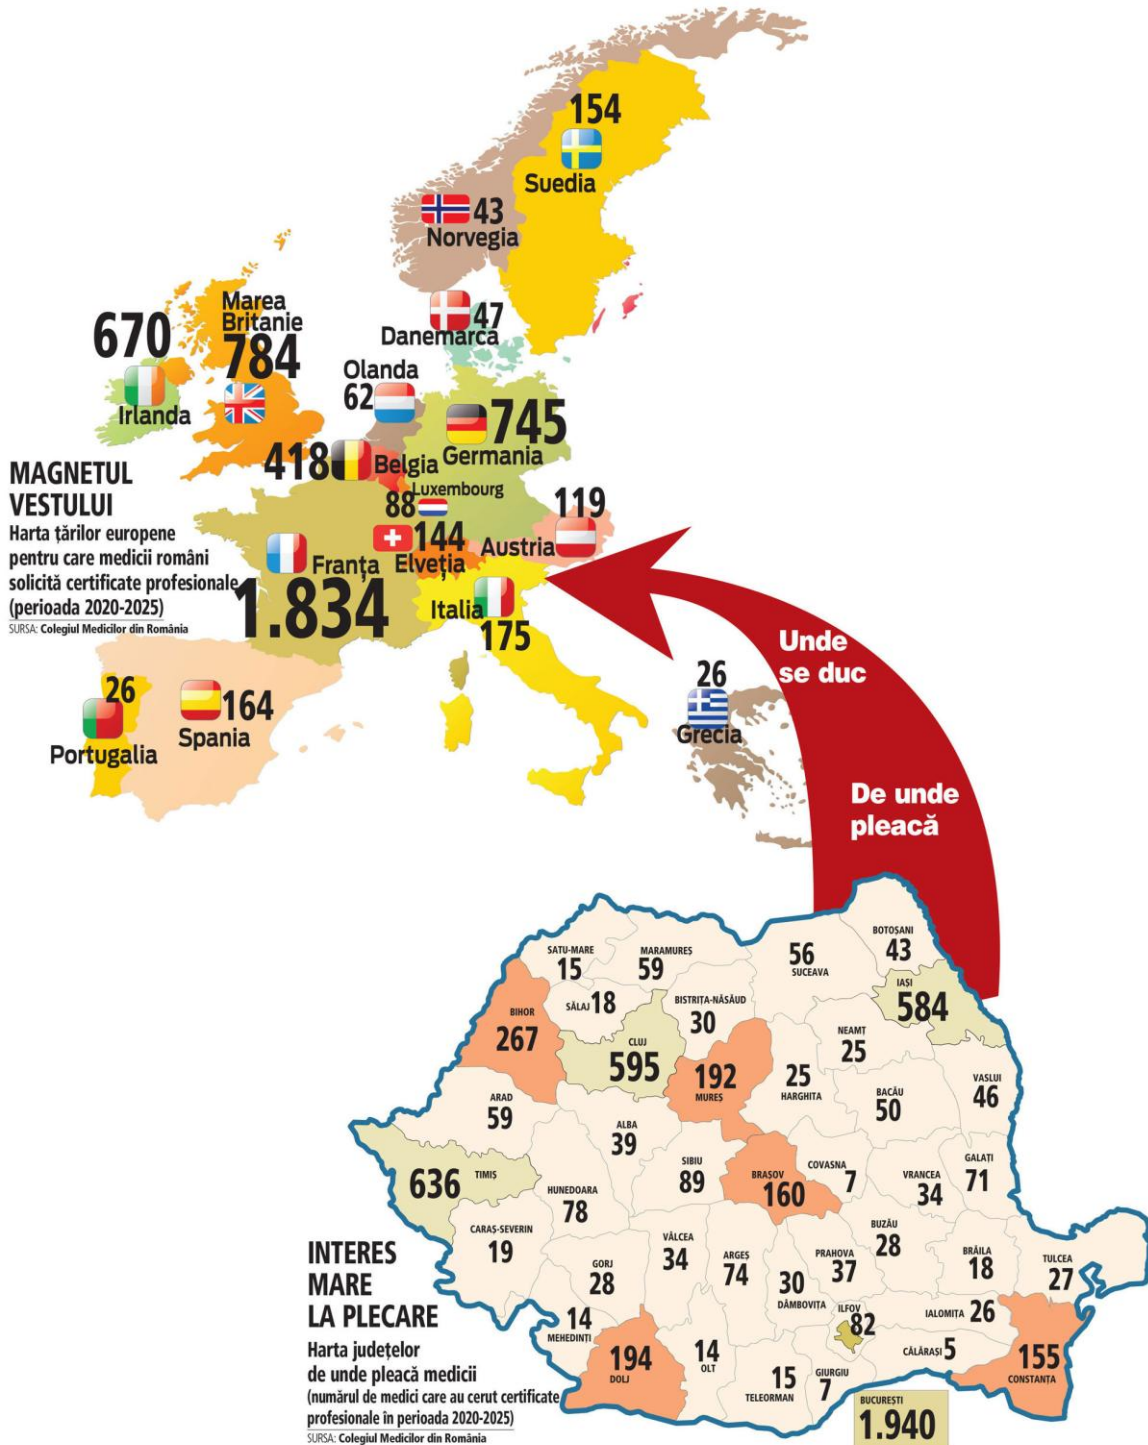 154
Suedia
43
Norvegia
47
Danemarca
Marea
Britanie
784
670
Irlanda
Olanda
62
745
Germania
418
Belgia
Luxembourg
88
119
Austria
144
Elveția
Franța
1.834
Italia
175
26
Portugalia
164
Spania
26
Grecia
MAGNETUL
VESTULUI
Harta țărilor europene
pentru care medicii români
solicită certificate profesionale
(perioada 2020-2025)
SURSA: Colegiul Medicilor din România
Unde
se duc
De unde
pleacă
BOTOȘANI
43
SATU-MARE
15
MARAMUREȘ
59
56
SUCEAVA
IAȘI
584
SĂLAJ 18
BISTRIȚA-NĂSĂUD
30
BIHOR
267
CLUJ
595
NEAMȚ
25
192
MUREȘ
25
HARGHITA
BACĂU
50
VASLUI
46
ARAD
59
ALBA
39
SIBIU
89
BRAȘOV
160
COVASNA
7
VRANCEA
34
GALAȚI
71
636
TIMIȘ
HUNEDOARA
78
CARAȘ-SEVERIN
19
GORJ
28
VÂLCEA
34
ARGEȘ
74
30
DÂMBOVIȚA
PRAHOVA
37
BUZĂU
28
BRĂILA
18
TULCEA
27
14
MEHEDINȚI
194
DOLJ
14
OLT
15
TELEORMAN
GIURGIU
7
ILFOV
82
IALOMIȚA 26
CĂLĂRAȘI 5
155
CONSTANȚA
BUCUREȘTI
1.940
INTERES
MARE
LA PLECARE
Harta județelor
de unde pleacă medicii
(numărul de medici care au cerut certificate
profesionale în perioada 2020-2025)
SURSA: Colegiul Medicilor din România